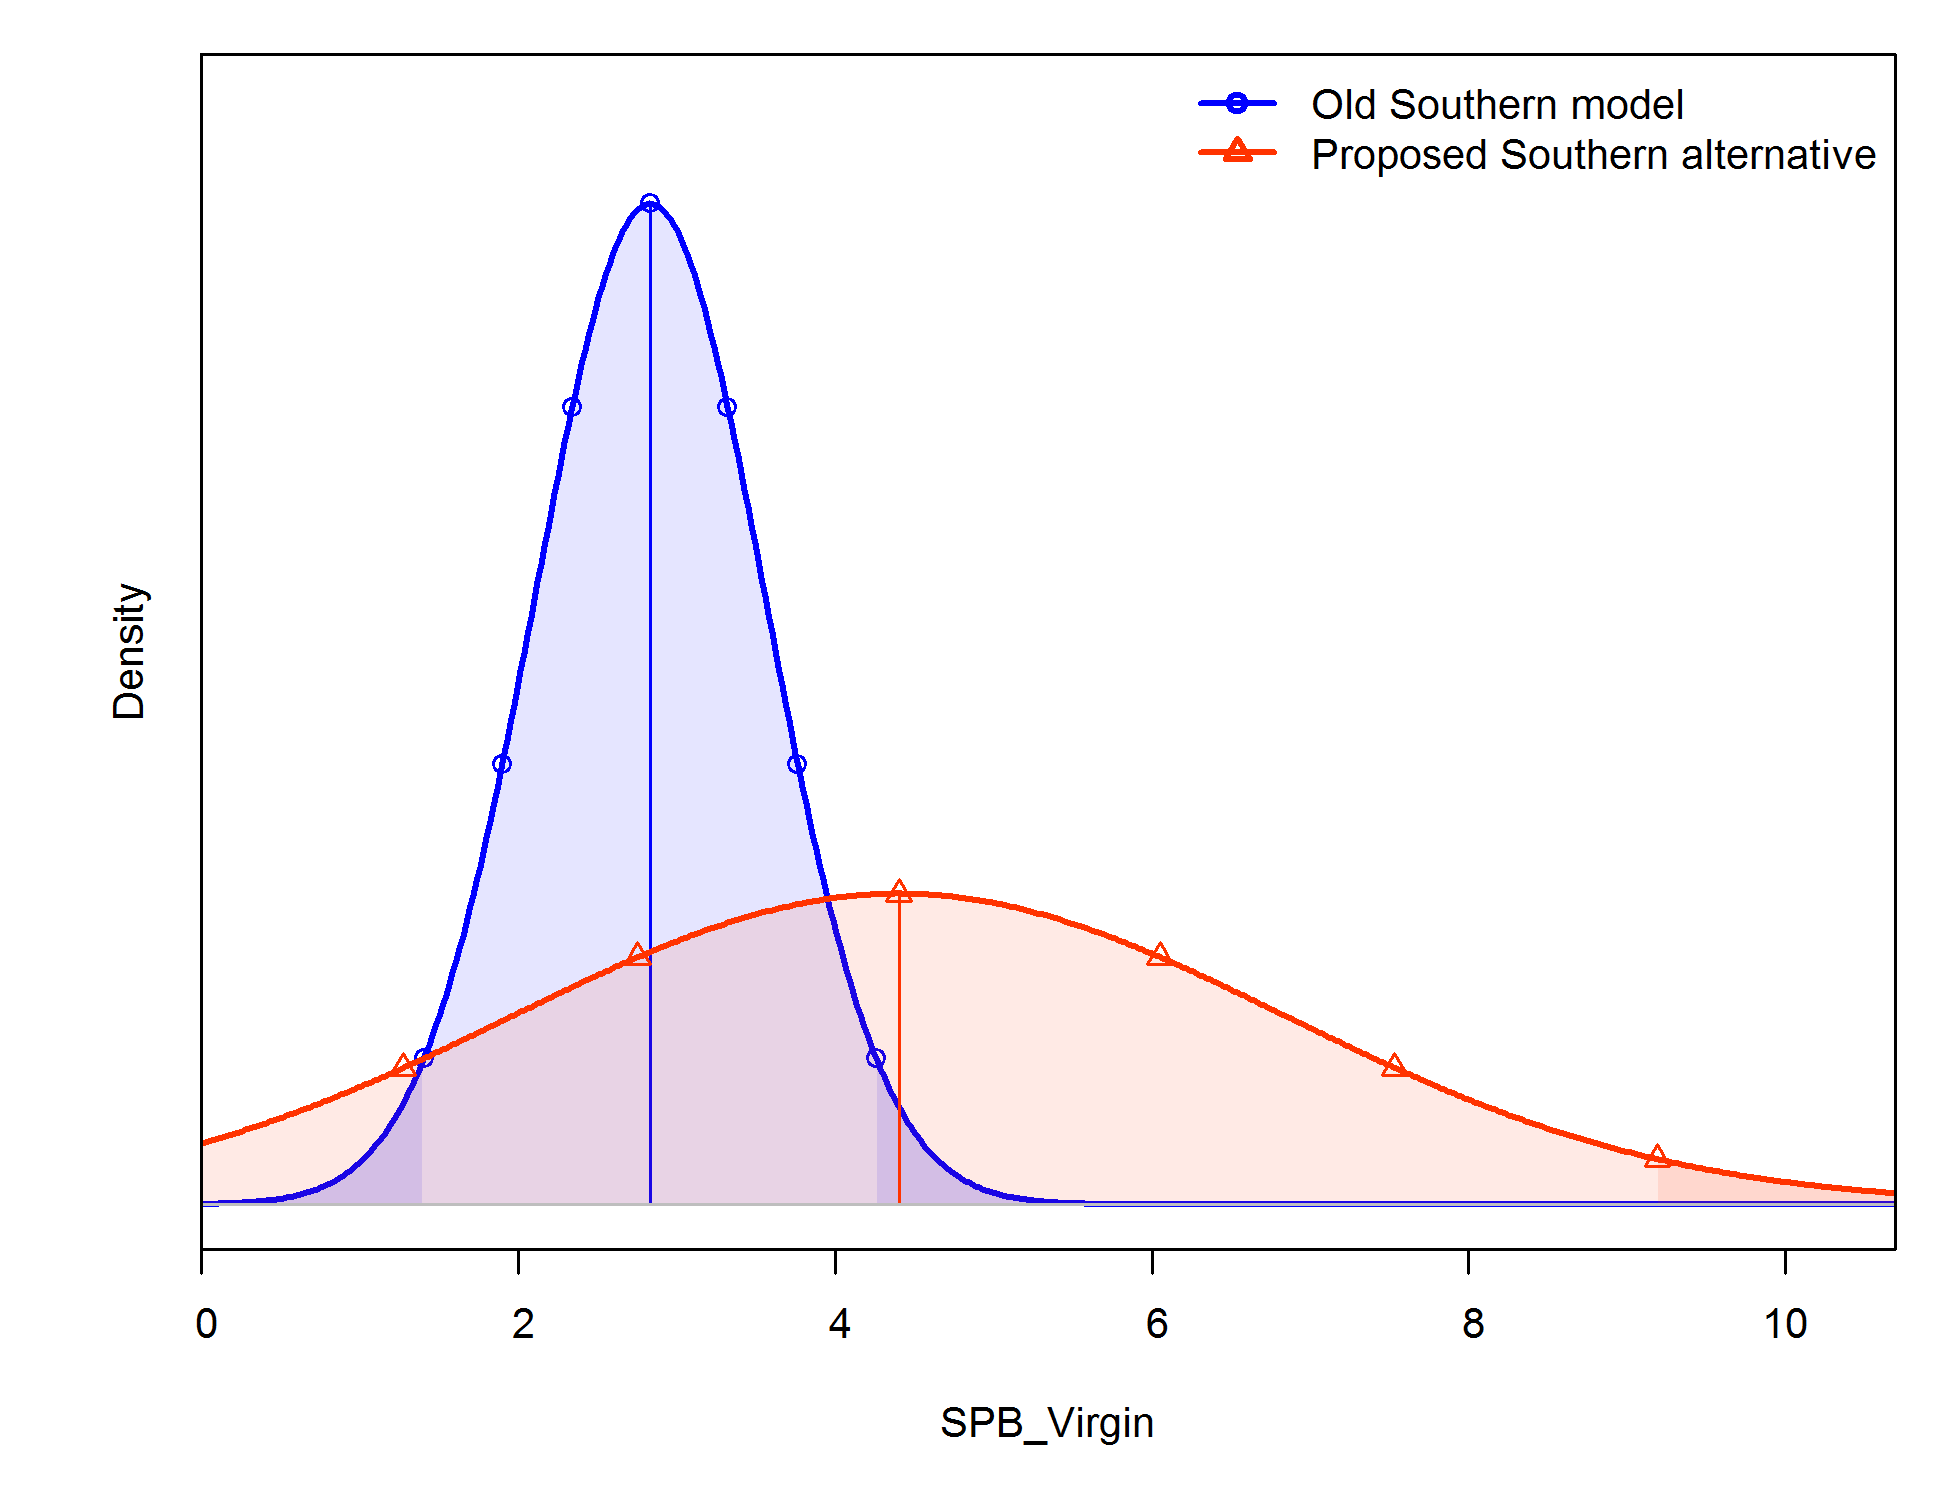 Old Southern model
Proposed Southern alternative
Density
0 2 4 6 8 10
SPB_Virgin